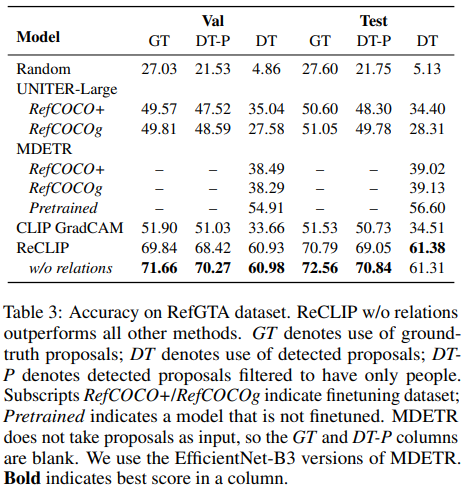 Model Val Test
GT DT-P DT GT DT-P DT
Random 27.03 21.53 4.86 27.60 21.75 5.13
UNITER-Large
RefCOCO+ 49.57 47.52 35.04 50.60 48.30 34.40
RefCOCOg 49.81 48.59 27.58 51.05 49.78 28.31
MDETR
RefCOCO+ – – 38.49 – – 39.02
RefCOCOg – – 38.29 – – 39.13
Pretrained – – 54.91 – – 56.60
CLIP GradCAM 51.90 51.03 33.66 51.53 50.73 34.51
ReCLIP 69.84 68.42 60.93 70.79 69.05 61.38
w/o relations 71.66 70.27 60.98 72.56 70.84 61.31
Table 3: Accuracy on RefGTA dataset. ReCLIP w/o relations
outperforms all other methods. GT denotes use of ground-
truth proposals; DT denotes use of detected proposals; DT-
P denotes detected proposals filtered to have only people.
Subscripts RefCOCO+/RefCOCOg indicate finetuning dataset;
Pretrained indicates a model that is not finetuned. MDETR
does not take proposals as input, so the GT and DT-P columns
are blank. We use the EfficientNet-B3 versions of MDETR.
Bold indicates best score in a column.